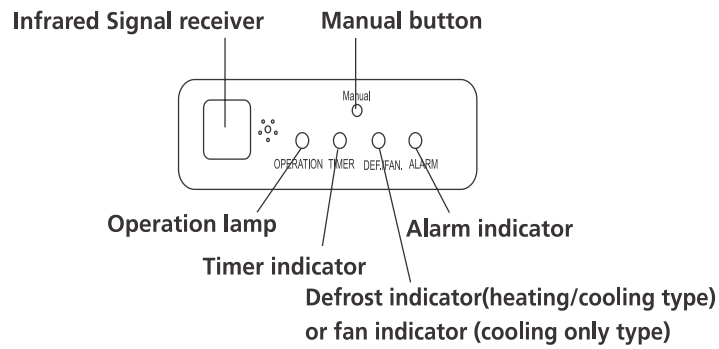 Infrared Signal receiver
Manual button
Manual
OPERATION TIMER DEF./FAN. ALARM
Operation lamp
Alarm indicator
Timer indicator
Defrost indicator(heating/cooling type)
or fan indicator (cooling only type)